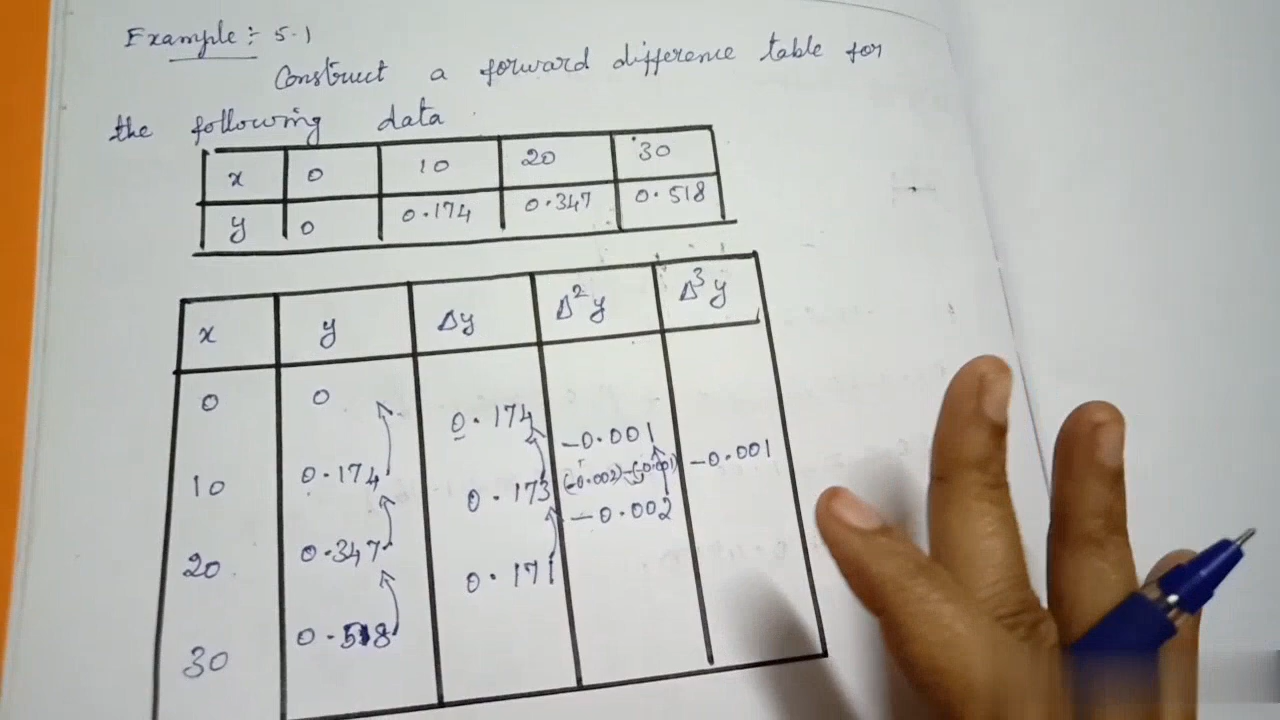 Example :- 5.1
Construct a forward difference table for
the following data
x 0 10 20 30
y 0 0.174 0.347 0.518
x y Δy Δ²y Δ³y
0 0
0.174
-0.001
10 0.174 (-0.002)-(-0.001) -0.001
0.173
-0.002
20 0.347
0.171
30 0.518